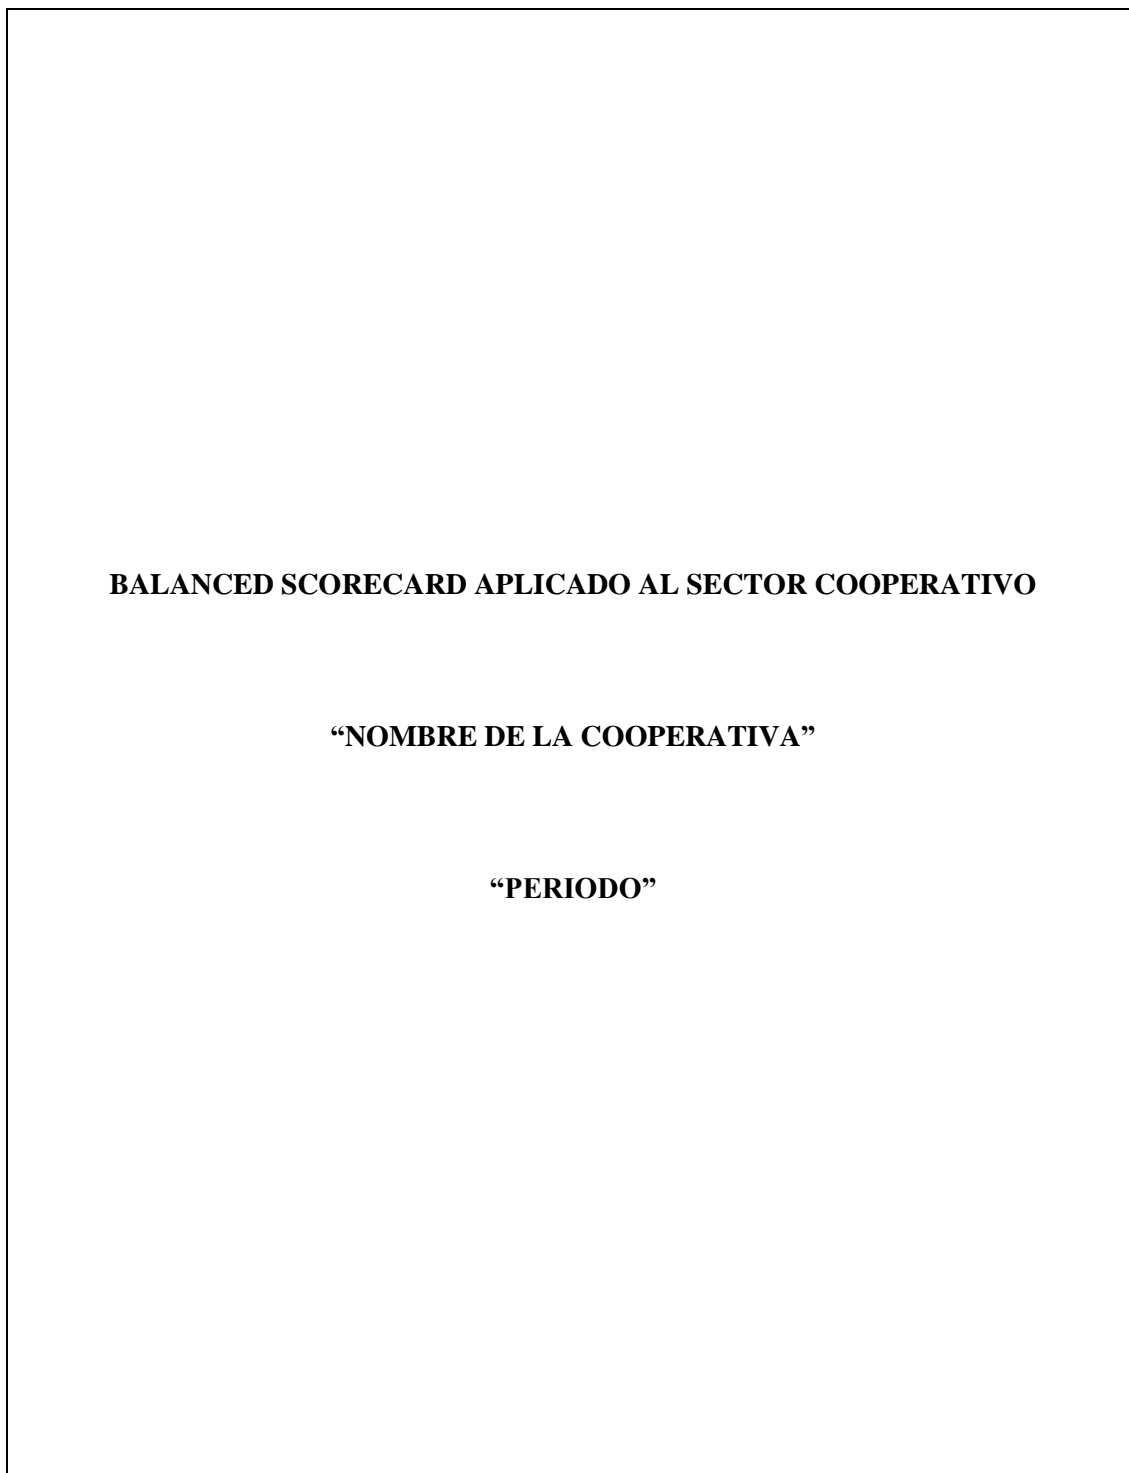 BALANCED SCORECARD APLICADO AL SECTOR COOPERATIVO
“NOMBRE DE LA COOPERATIVA”
“PERIODO”